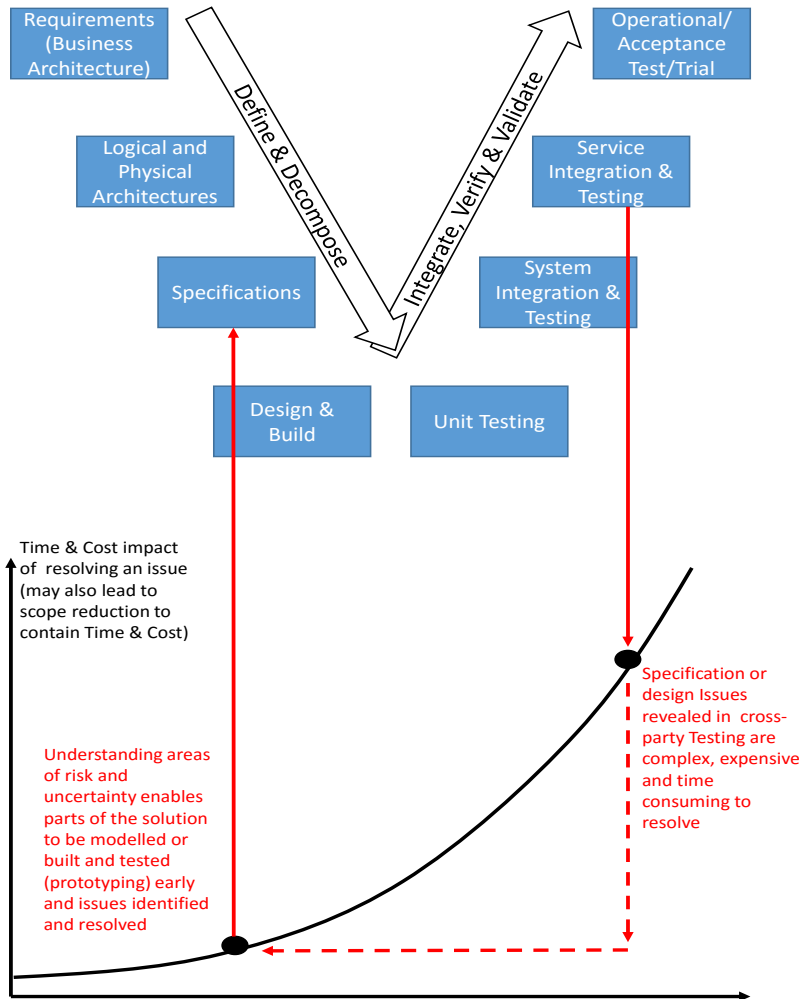 Requirements
(Business
Architecture)
Operational/
Acceptance
Test/Trial
Define & Decompose
Integrate, Verify & Validate
Logical and
Physical
Architectures
Service
Integration &
Testing
Specifications
System
Integration &
Testing
Design &
Build
Unit Testing
Time & Cost impact
of resolving an issue
(may also lead to
scope reduction to
contain Time & Cost)
Specification or
design Issues
revealed in cross-
party Testing are
complex, expensive
and time
consuming to
resolve
Understanding areas
of risk and
uncertainty enables
parts of the solution
to be modelled or
built and tested
(prototyping) early
and issues identified
and resolved